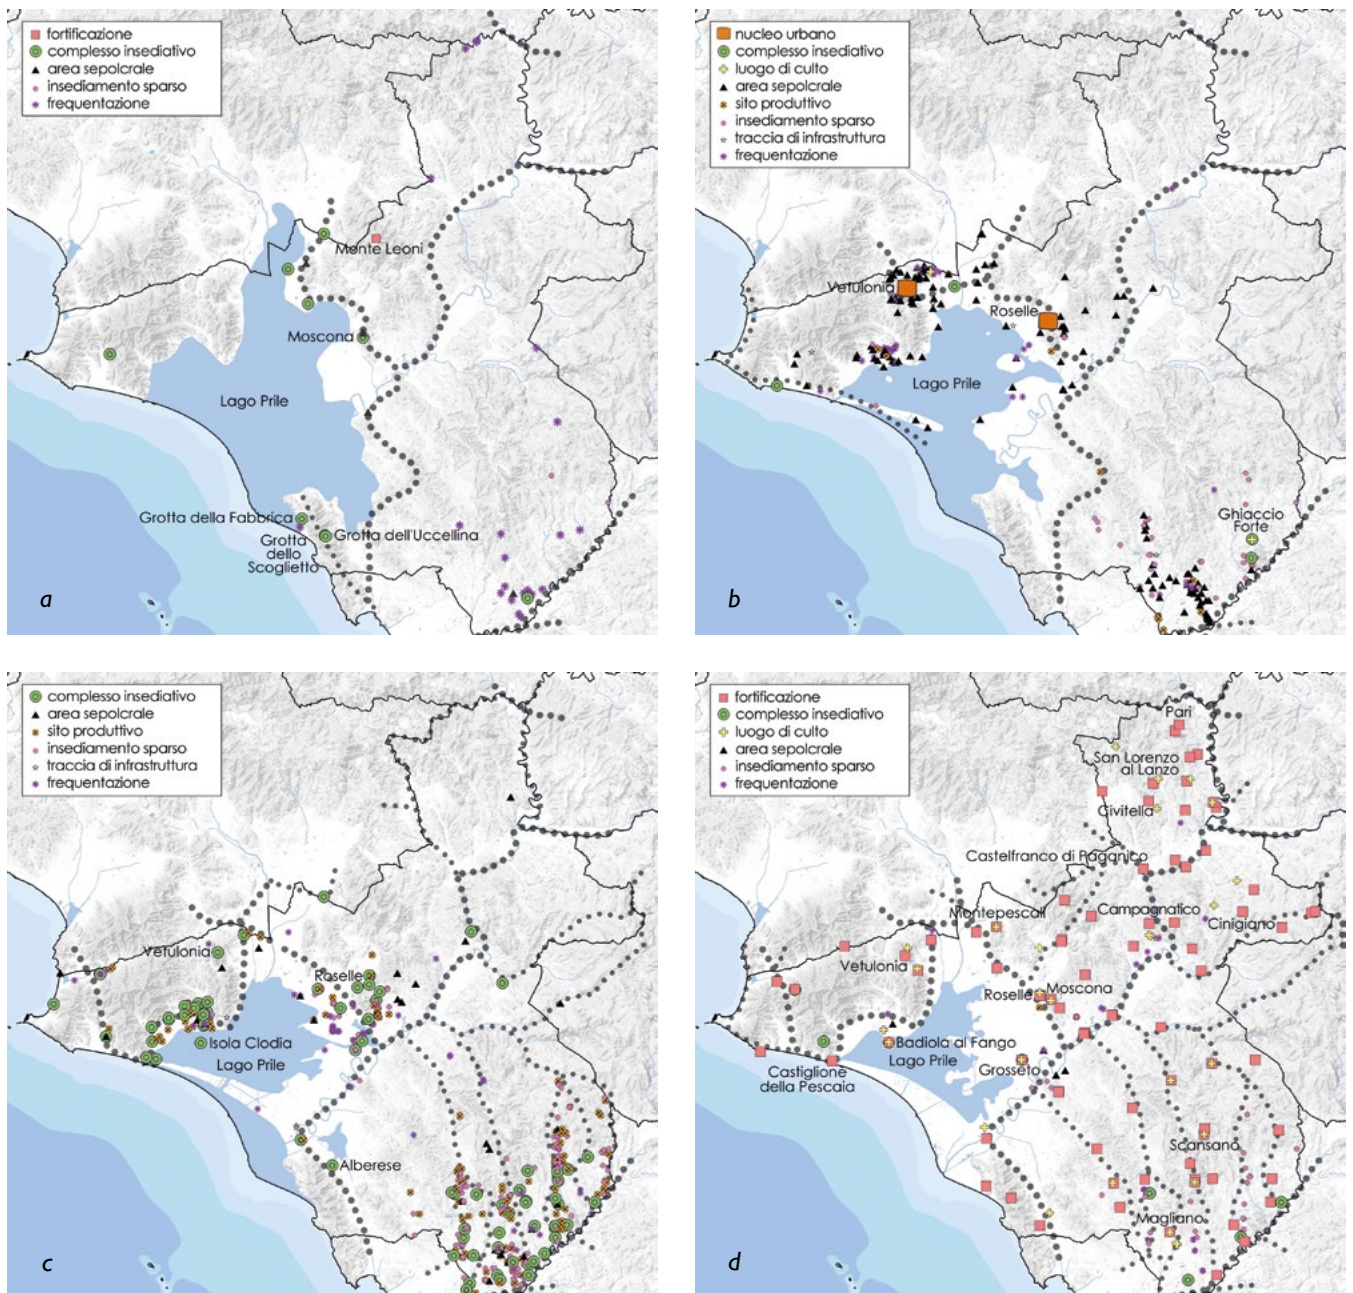 fortificazione
complesso insediativo
area sepolcrale
insediamento sparso
frequentazione
Monte Leoni
Moscona
Lago Prile
Grotta della Fabbrica
Grotta dell'Uccellina
Grotta
dello
Scoglietto
a
nucleo urbano
complesso insediativo
luogo di culto
area sepolcrale
sito produttivo
insediamento sparso
traccia di infrastruttura
frequentazione
Vetulonia
Roselle
Lago Prile
Ghiaccio
Forte
b
complesso insediativo
area sepolcrale
sito produttivo
insediamento sparso
traccia di infrastruttura
frequentazione
Vetulonia
Roselle
Isola Clodia
Lago Prile
Alberese
c
fortificazione
complesso insediativo
luogo di culto
area sepolcrale
insediamento sparso
frequentazione
Pari
San Lorenzo
al Lanzo
Civitella
Castelfranco di Paganico
Montepescali
Campagnatico
Cinigiano
Vetulonia
Roselle
Moscona
Badiola al Fango
Lago Prile
Grosseto
Castiglione
della Pescaia
Scansano
Magliano
d